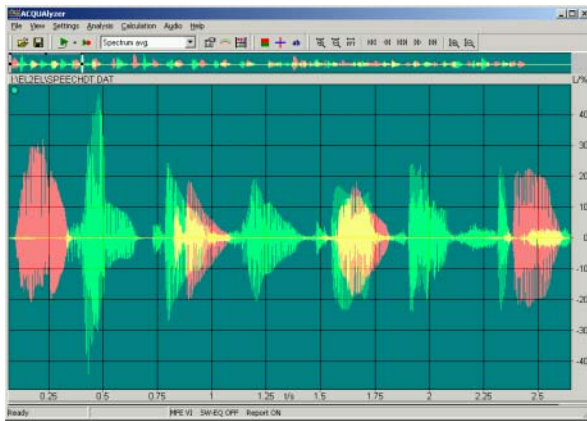 ACQUAlyzer
File View Settings Analysis Calculation Audio Help
Spectrum avg.
I:\EL2EL\SPEECHDT.DAT L/%
40
30
20
10
0
-10
-20
-30
-40
0.25 0.5 0.75 1 1.25 t/s 1.5 1.75 2 2.25 2.5
Ready MFE VI SW-EQ OFF Report ON